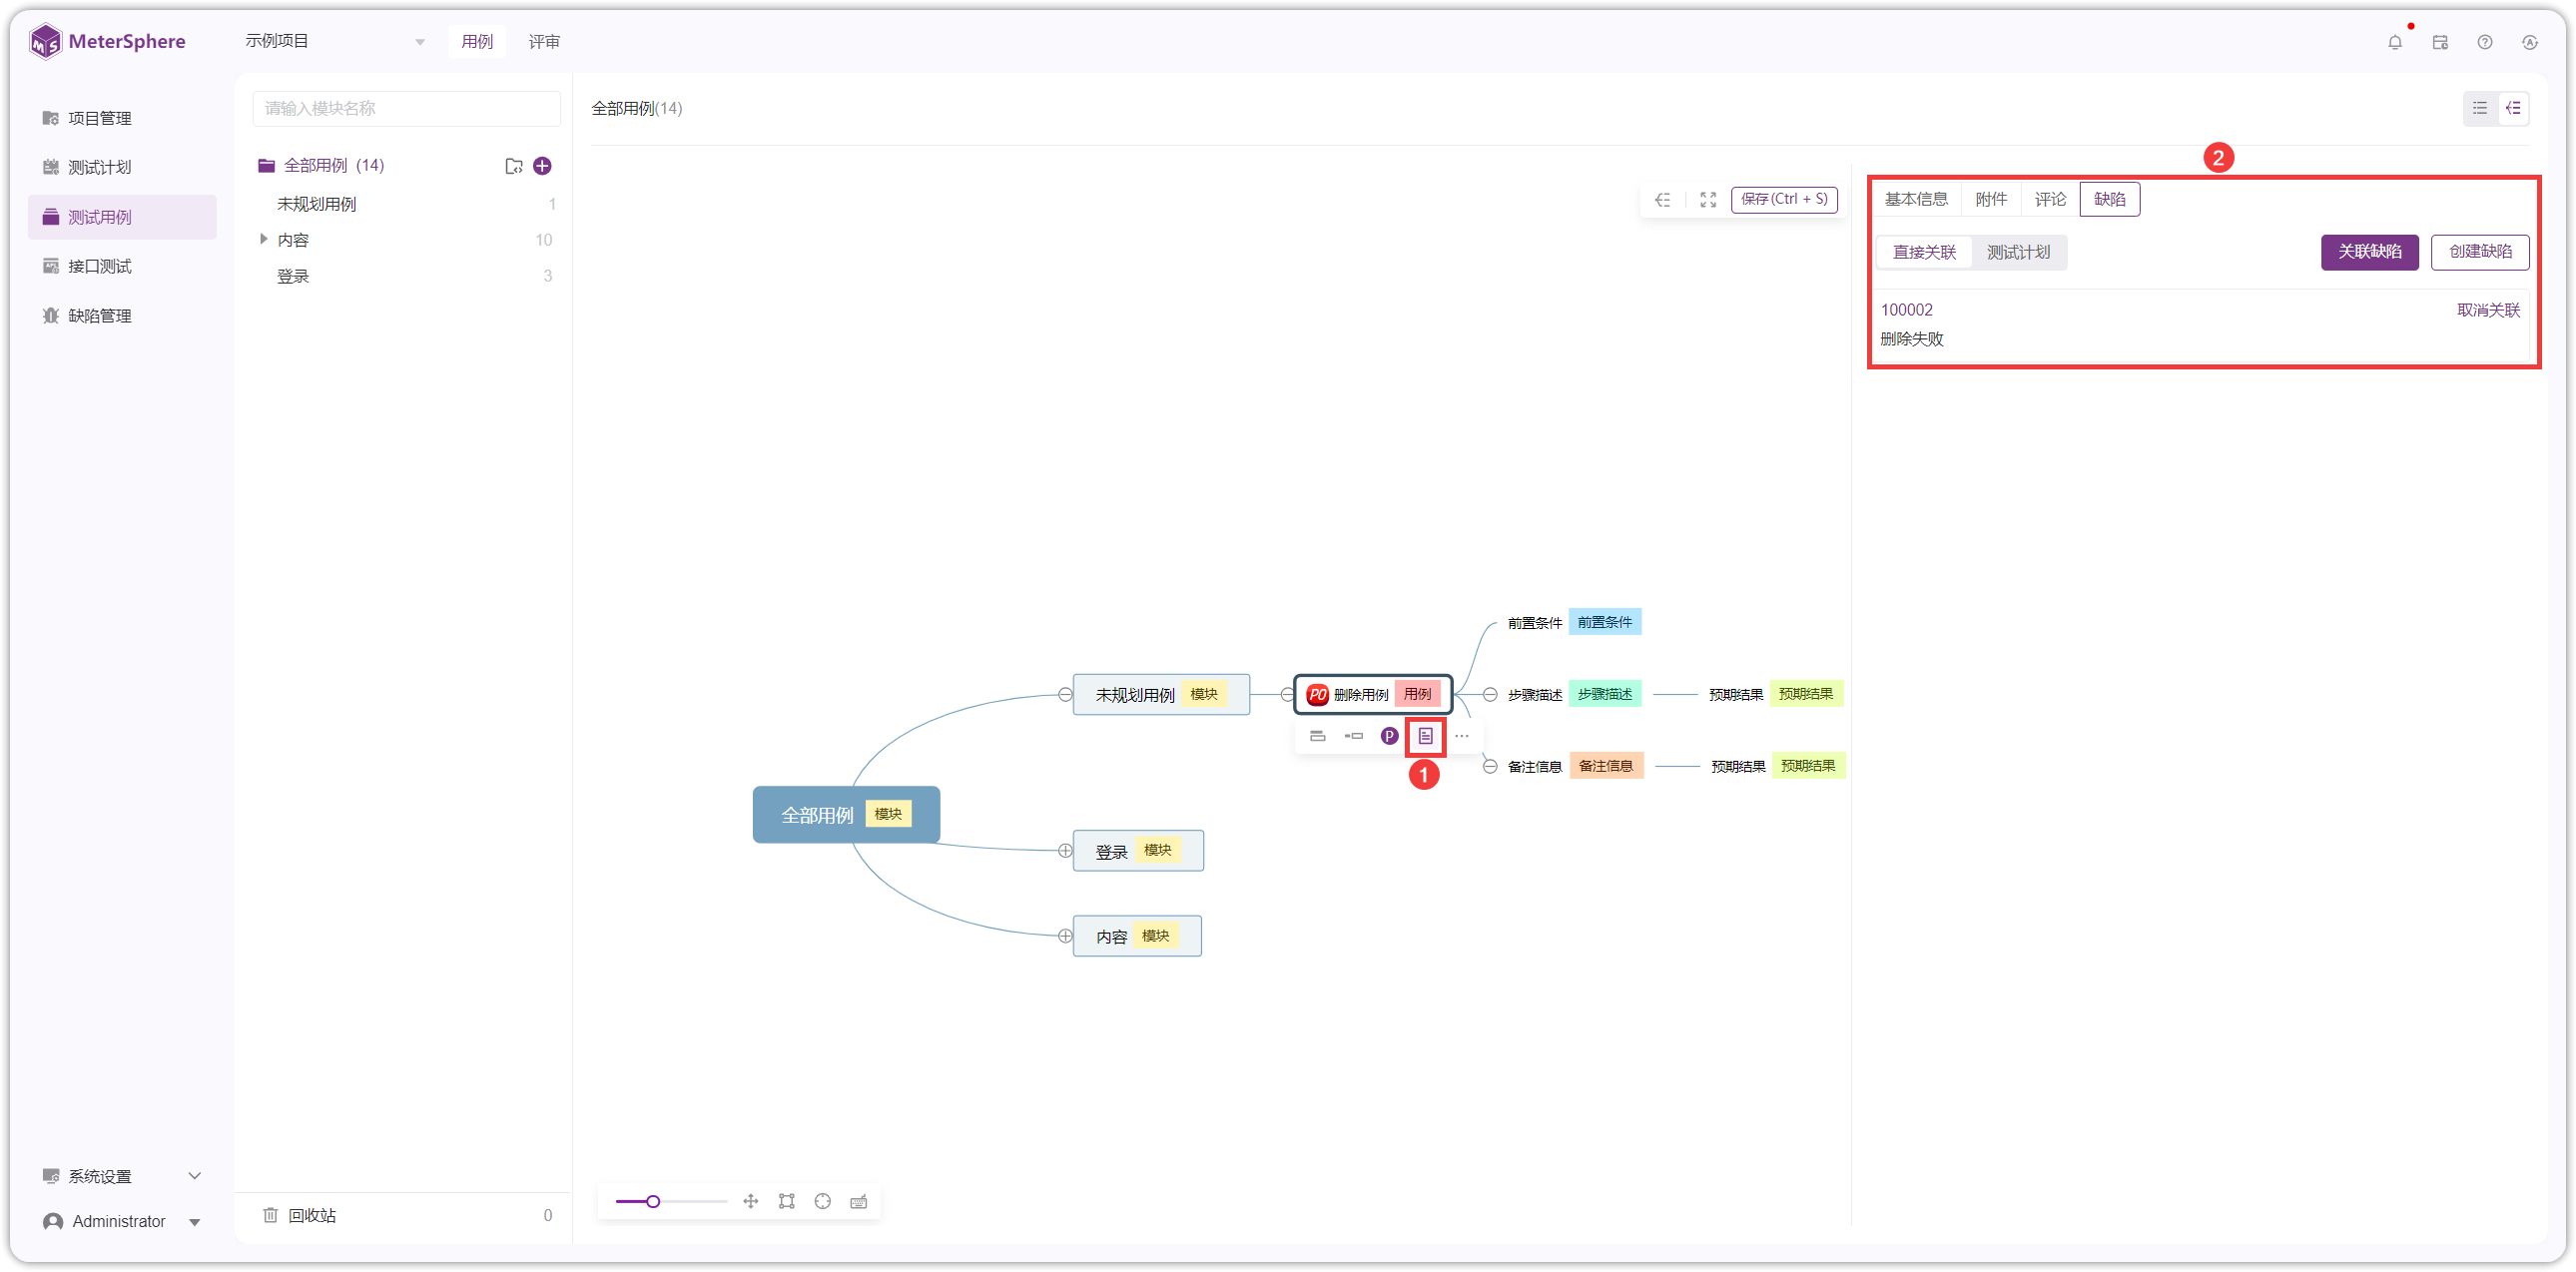 MeterSphere
示例项目
用例
评审
项目管理
测试计划
测试用例
接口测试
缺陷管理
系统设置
Administrator
请输入模块名称
全部用例 (14)
未规划用例 1
内容 10
登录 3
回收站 0
全部用例(14)
保存(Ctrl + S)
全部用例 模块
未规划用例 模块
P0 删除用例 用例
P
1
前置条件 前置条件
步骤描述 步骤描述
预期结果 预期结果
备注信息 备注信息
预期结果 预期结果
登录 模块
内容 模块
2
基本信息 附件 评论 缺陷
直接关联 测试计划
关联缺陷 创建缺陷
100002 取消关联
删除失败